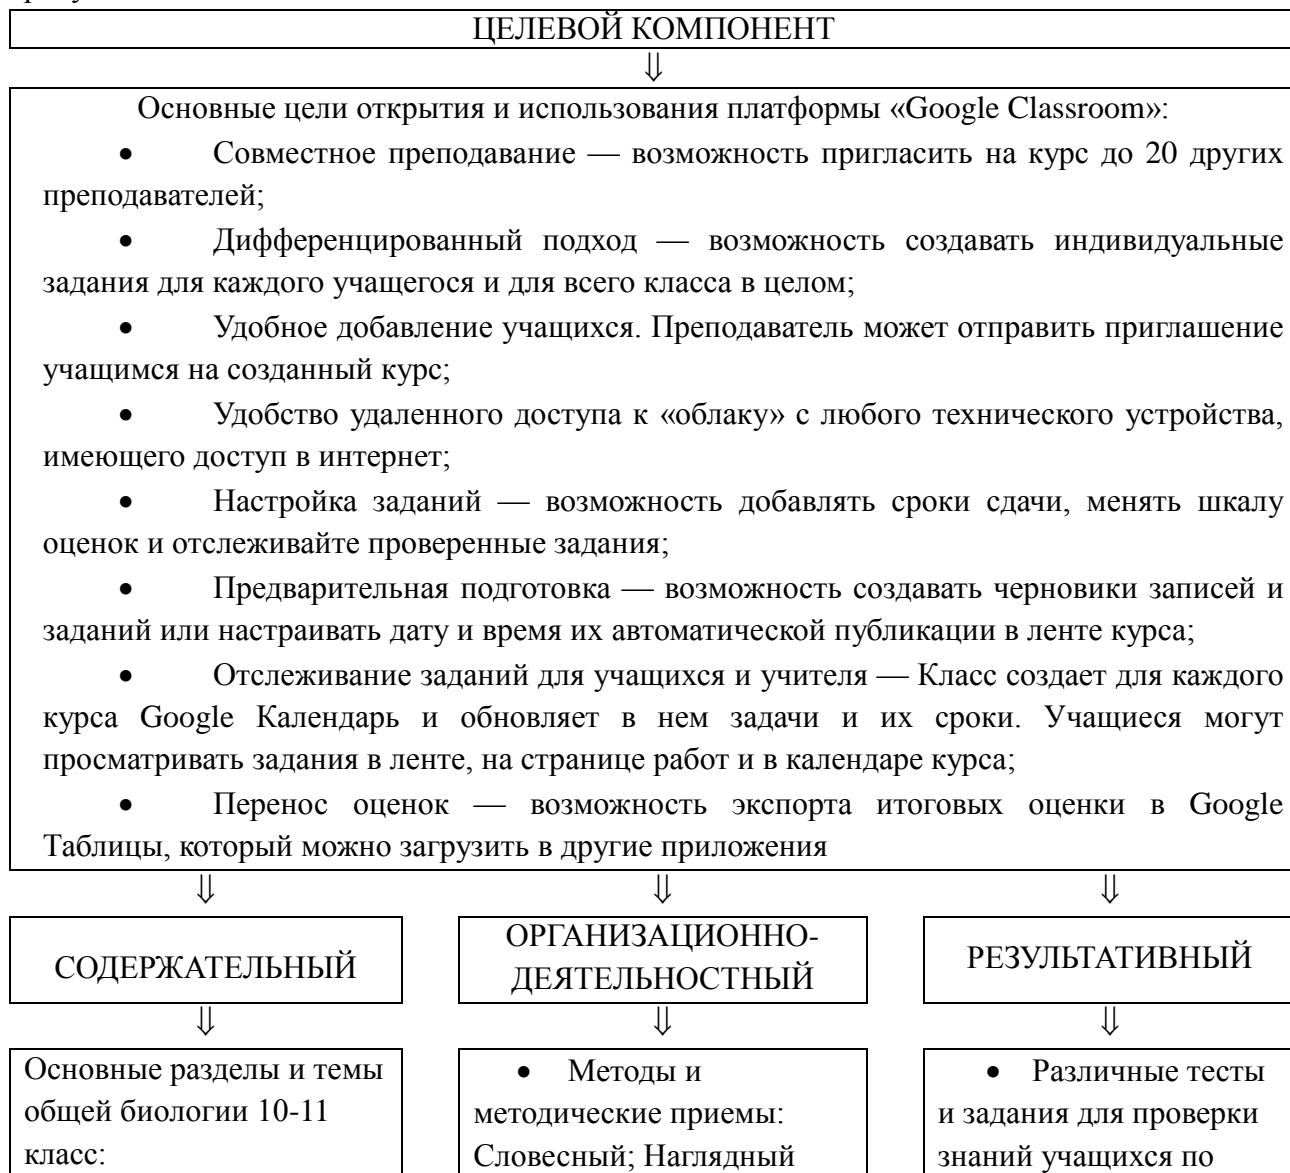 ЦЕЛЕВОЙ КОМПОНЕНТ
⇓
Основные цели открытия и использования платформы «Google Classroom»:
• Совместное преподавание — возможность пригласить на курс до 20 других
преподавателей;
• Дифференцированный подход — возможность создавать индивидуальные
задания для каждого учащегося и для всего класса в целом;
• Удобное добавление учащихся. Преподаватель может отправить приглашение
учащимся на созданный курс;
• Удобство удаленного доступа к «облаку» с любого технического устройства,
имеющего доступ в интернет;
• Настройка заданий — возможность добавлять сроки сдачи, менять шкалу
оценок и отслеживайте проверенные задания;
• Предварительная подготовка — возможность создавать черновики записей и
заданий или настраивать дату и время их автоматической публикации в ленте курса;
• Отслеживание заданий для учащихся и учителя — Класс создает для каждого
курса Google Календарь и обновляет в нем задачи и их сроки. Учащиеся могут
просматривать задания в ленте, на странице работ и в календаре курса;
• Перенос оценок — возможность экспорта итоговых оценки в Google
Таблицы, который можно загрузить в другие приложения
⇓ ⇓ ⇓
СОДЕРЖАТЕЛЬНЫЙ
ОРГАНИЗАЦИОННО-
ДЕЯТЕЛЬНОСТНЫЙ
РЕЗУЛЬТАТИВНЫЙ
⇓ ⇓ ⇓
Основные разделы и темы
общей биологии 10-11
класс:
• Методы и
методические приемы:
Словесный; Наглядный
• Различные тесты
и задания для проверки
знаний учащихся по